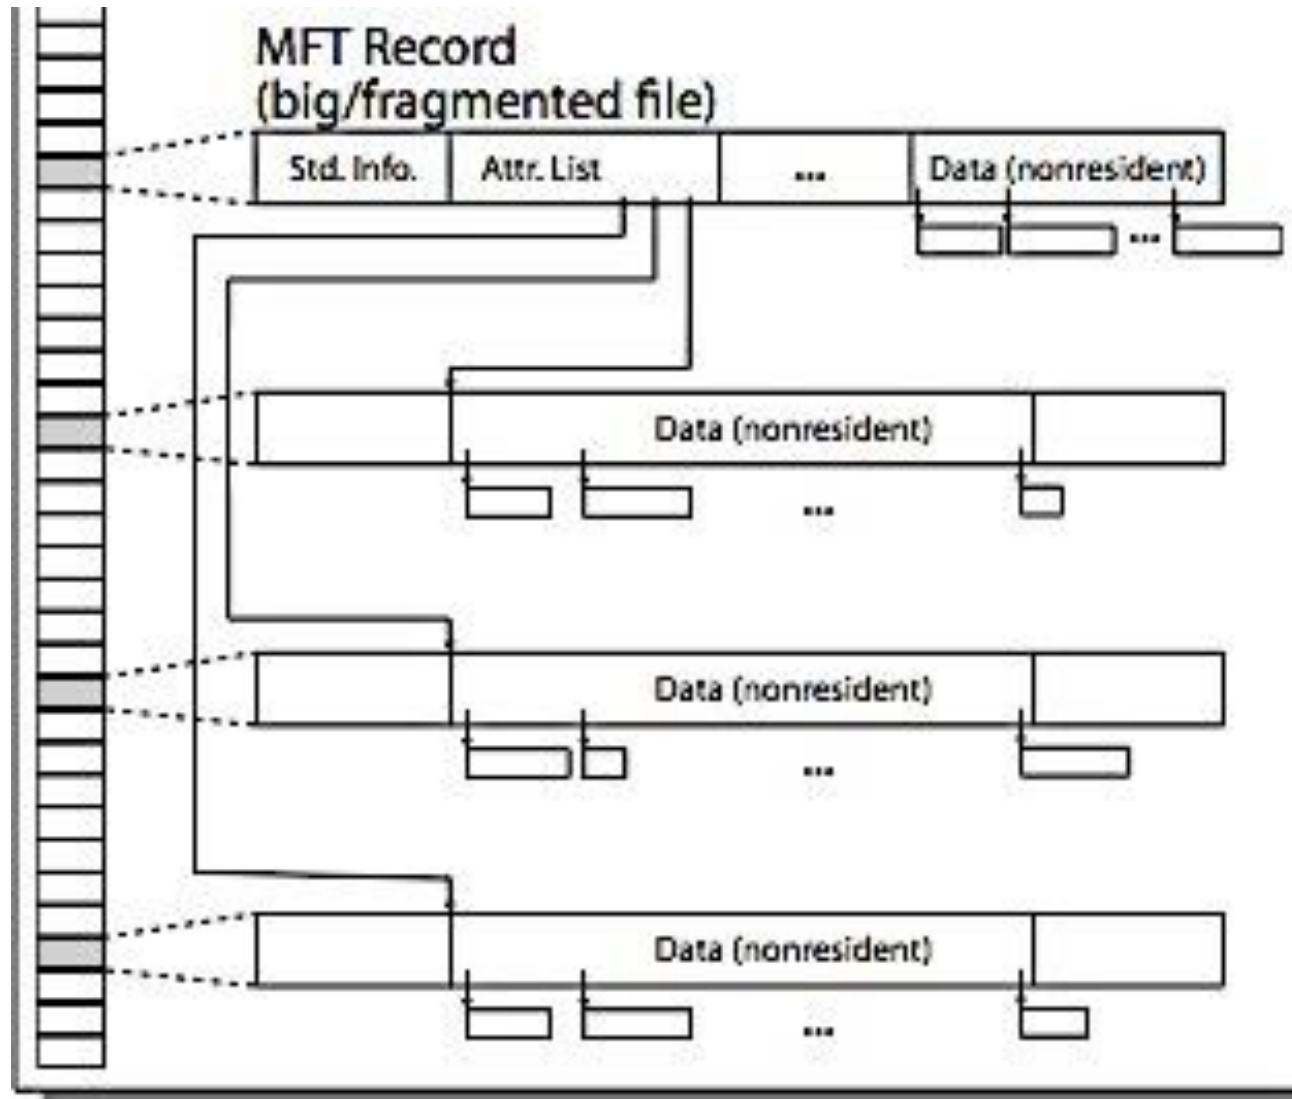 MFT Record
(big/fragmented file)
Std. Info. Attr. List ... Data (nonresident)
...
Data (nonresident)
...
Data (nonresident)
...
Data (nonresident)
...